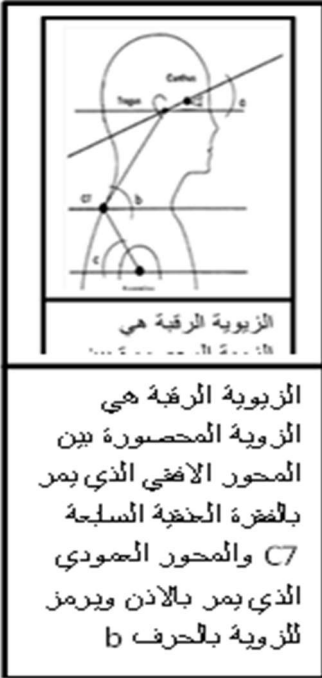 Canthus
Tragus
a
C7
b
c
الزيوية الرقبة هي
الزيوية الرقبة هي
الزوية المحصورة بين
المحور الافقي الذي يمر
بالفقرة العنقية السابعة
C7 والمحور العمودي
الذي يمر بالاذن ويرمز
للزوية بالحرف b